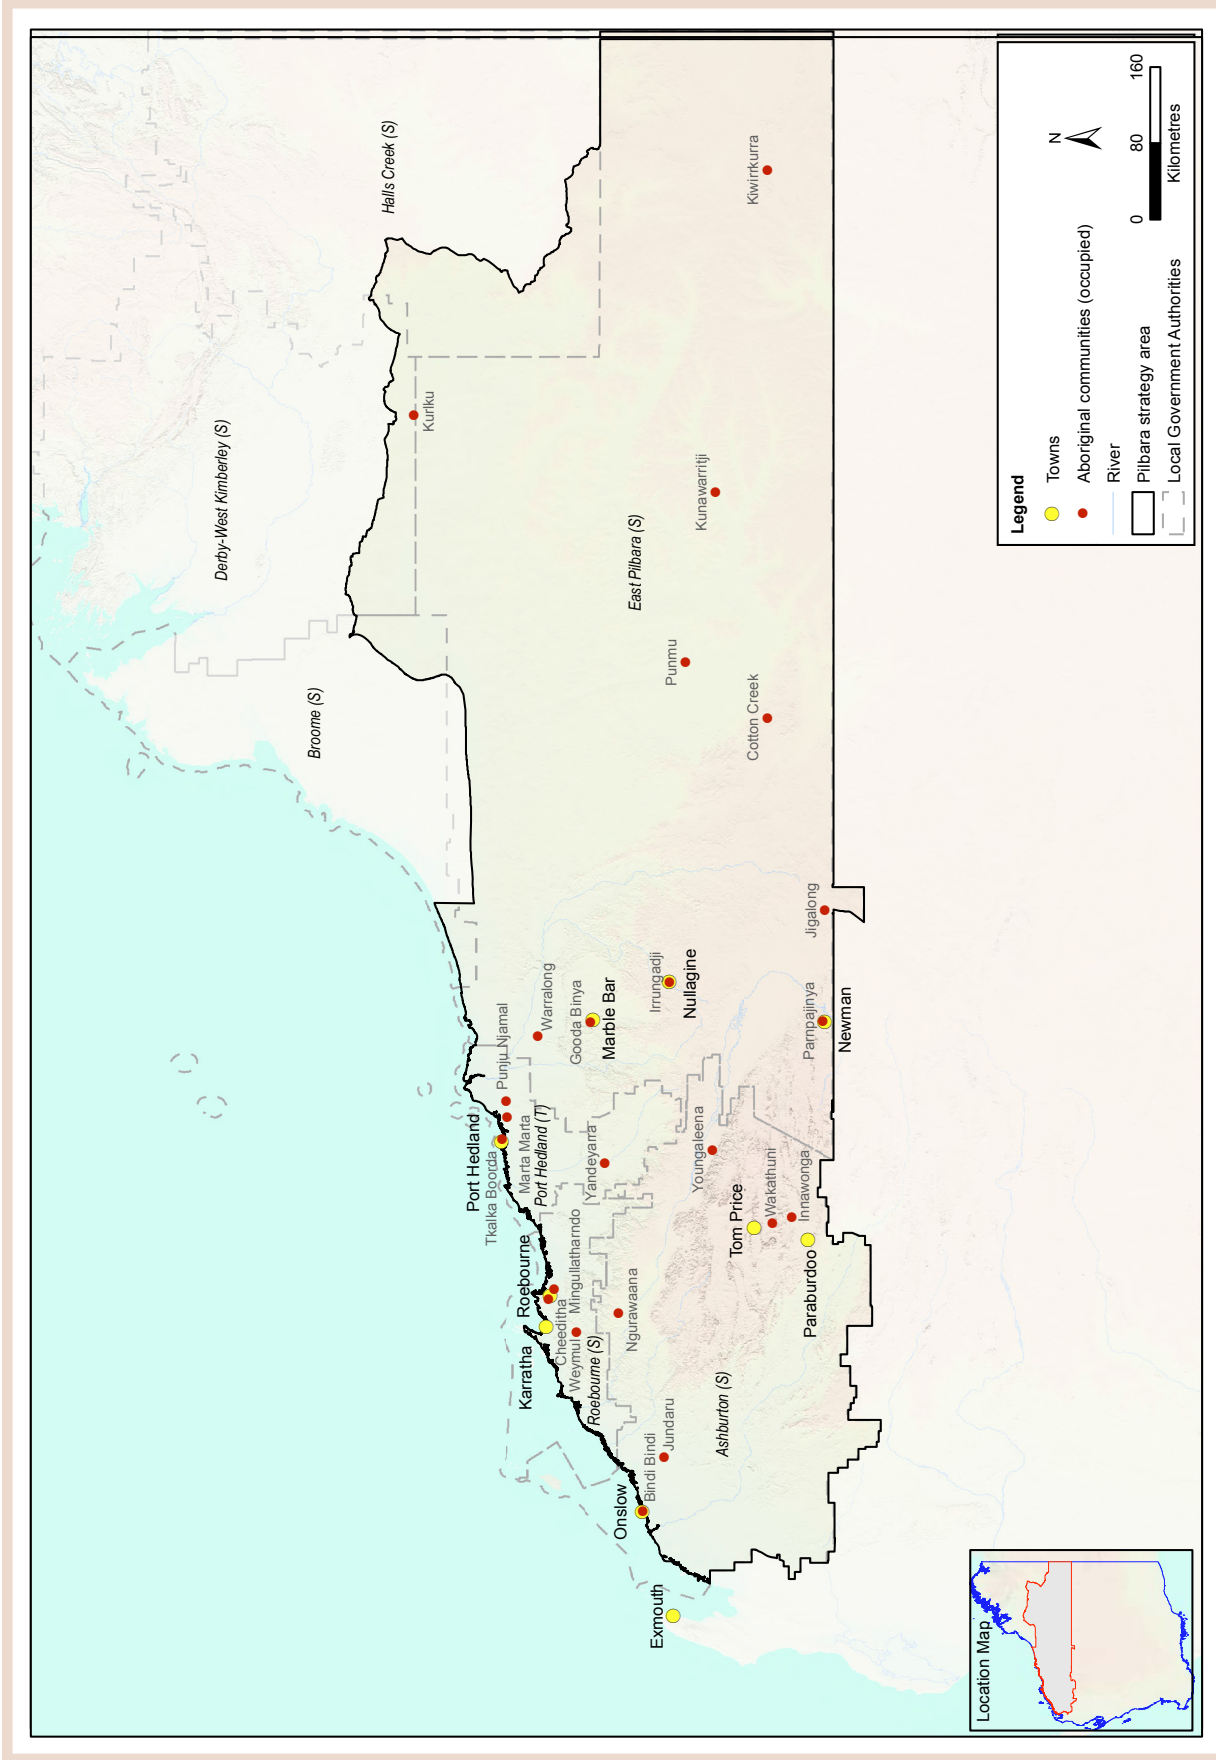 Halls Creek (S)
Derby-West Kimberley (S)
Broome (S)
Kurlku
Kiwirrkurra
Kunawarritji
East Pilbara (S)
Punmu
Cotton Creek
Jigalong
Warralong
Gooda Binya
Marble Bar
Irrungadji
Nullagine
Parnpajinya
Newman
Punju Njamal
Port Hedland
Tkalka Boorda
Marta Marta
Port Hedland (T)
Yandeyarra
Youngaleena
Wakathuni
Innawonga
Tom Price
Paraburdoo
Roebourne
Karratha
Cheeditha
Mingullatharndo
Weymul
Roebourne (S)
Ngurawaana
Ashburton (S)
Jundaru
Bindi Bindi
Onslow
Exmouth
Legend
Towns
Aboriginal communities (occupied)
River
Pilbara strategy area
Local Government Authorities
N
0 80 160
Kilometres
Location Map